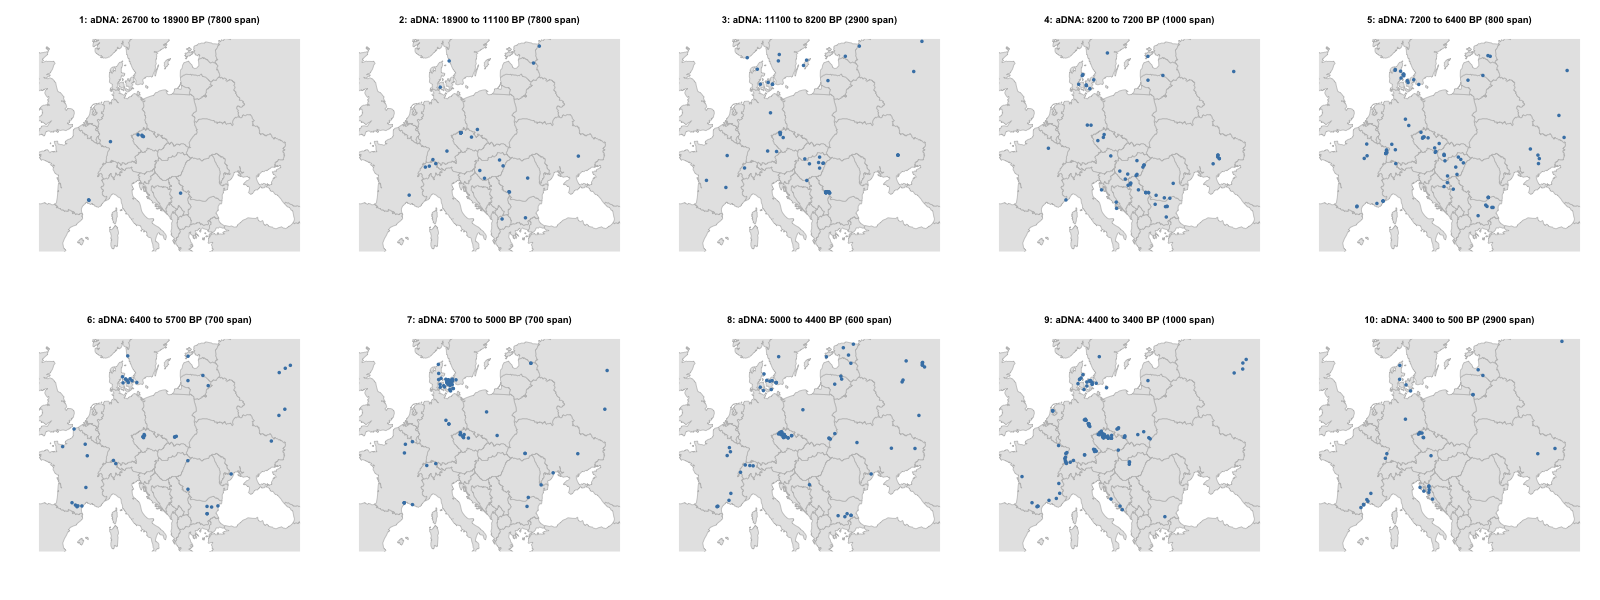 1: aDNA: 26700 to 18900 BP (7800 span)
2: aDNA: 18900 to 11100 BP (7800 span)
3: aDNA: 11100 to 8200 BP (2900 span)
4: aDNA: 8200 to 7200 BP (1000 span)
5: aDNA: 7200 to 6400 BP (800 span)
6: aDNA: 6400 to 5700 BP (700 span)
7: aDNA: 5700 to 5000 BP (700 span)
8: aDNA: 5000 to 4400 BP (600 span)
9: aDNA: 4400 to 3400 BP (1000 span)
10: aDNA: 3400 to 500 BP (2900 span)